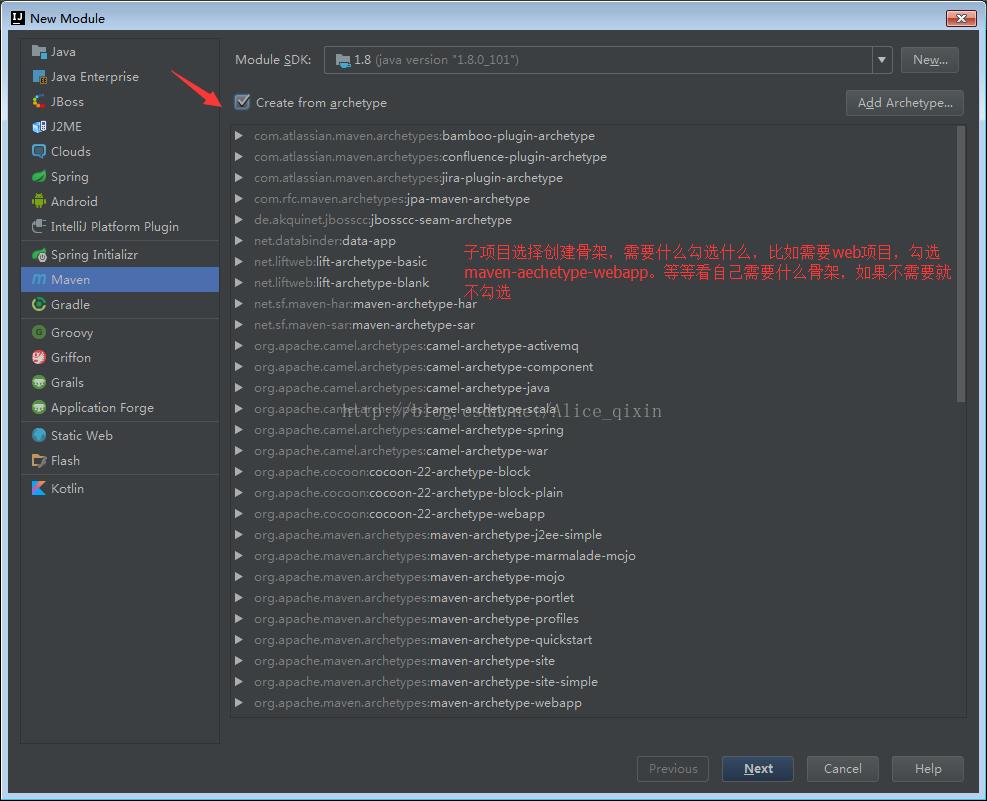 New Module
Java
Java Enterprise
JBoss
J2ME
Clouds
Spring
Android
IntelliJ Platform Plugin
Spring Initializr
Maven
Gradle
Groovy
Griffon
Grails
Application Forge
Static Web
Flash
Kotlin
Module SDK: 1.8 (java version "1.8.0_101") New...
Create from archetype Add Archetype...
com.atlassian.maven.archetypes:bamboo-plugin-archetype
com.atlassian.maven.archetypes:confluence-plugin-archetype
com.atlassian.maven.archetypes:jira-plugin-archetype
com.rfc.maven.archetypes:jpa-maven-archetype
de.akquinet.jbosscc:jbosscc-seam-archetype
net.databinder:data-app
net.liftweb:lift-archetype-basic
net.liftweb:lift-archetype-blank
net.sf.maven-har:maven-archetype-har
net.sf.maven-sar:maven-archetype-sar
子项目选择创建骨架，需要什么勾选什么，比如需要web项目，勾选
maven-aechetype-webapp。等等看自己需要什么骨架，如果不需要就
不勾选
org.apache.camel.archetypes:camel-archetype-activemq
org.apache.camel.archetypes:camel-archetype-component
org.apache.camel.archetypes:camel-archetype-java
org.apache.camel.archetypes:camel-archetype-scala
http://blog.csdn.net/Alice_qixin
org.apache.camel.archetypes:camel-archetype-spring
org.apache.camel.archetypes:camel-archetype-war
org.apache.cocoon:cocoon-22-archetype-block
org.apache.cocoon:cocoon-22-archetype-block-plain
org.apache.cocoon:cocoon-22-archetype-webapp
org.apache.maven.archetypes:maven-archetype-j2ee-simple
org.apache.maven.archetypes:maven-archetype-marmalade-mojo
org.apache.maven.archetypes:maven-archetype-mojo
org.apache.maven.archetypes:maven-archetype-portlet
org.apache.maven.archetypes:maven-archetype-profiles
org.apache.maven.archetypes:maven-archetype-quickstart
org.apache.maven.archetypes:maven-archetype-site
org.apache.maven.archetypes:maven-archetype-site-simple
org.apache.maven.archetypes:maven-archetype-webapp
Previous Next Cancel Help